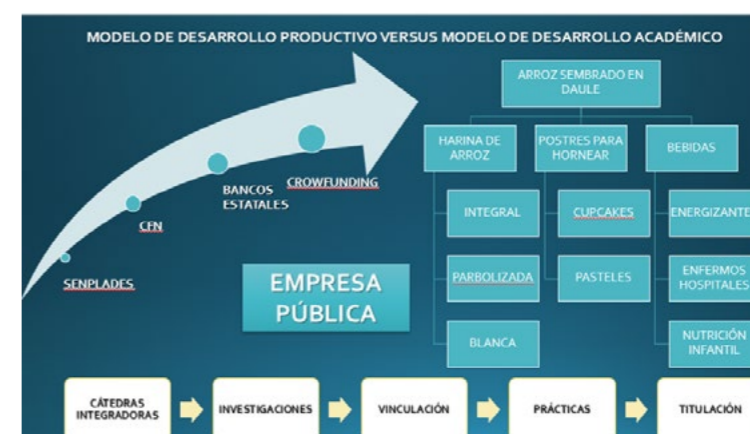 MODELO DE DESARROLLO PRODUCTIVO VERSUS MODELO DE DESARROLLO ACADÉMICO
SENPLADES
CFN
BANCOS
ESTATALES
CROWFUNDING
EMPRESA
PÚBLICA
ARROZ SEMBRADO EN
DAULE
HARINA DE
ARROZ
INTEGRAL
PARBOLIZADA
BLANCA
POSTRES PARA
HORNEAR
CUPCAKES
PASTELES
BEBIDAS
ENERGIZANTE
ENFERMOS
HOSPITALES
NUTRICIÓN
INFANTIL
CÁTEDRAS
INTEGRADORAS
INVESTIGACIONES
VINCULACIÓN
PRÁCTICAS
TITULACIÓN